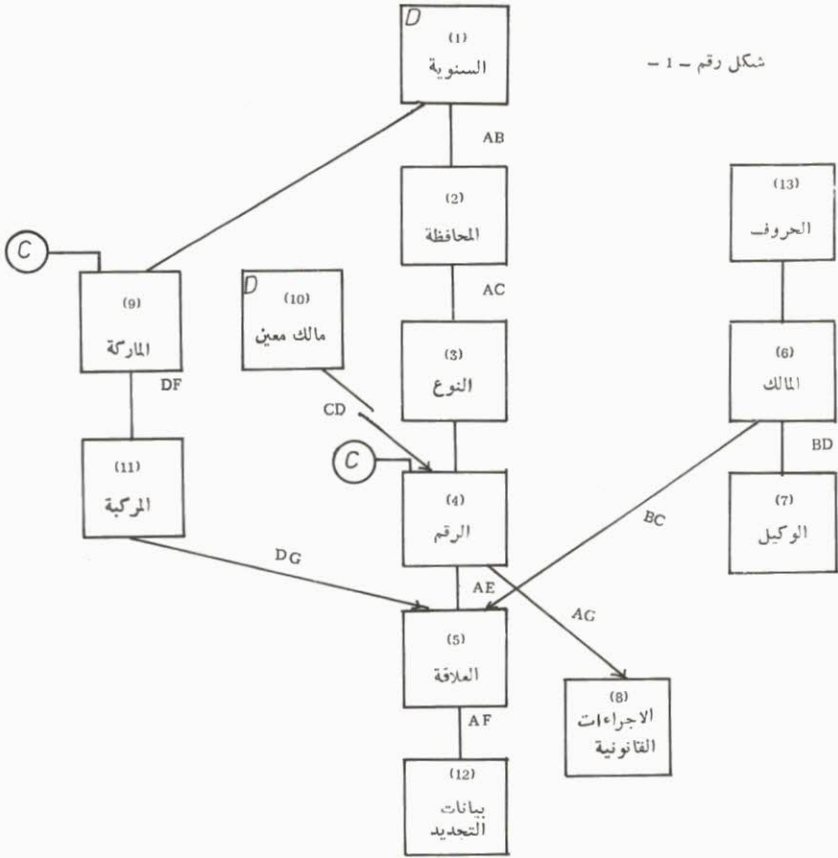 D
(1)
السنوية
شكل رقم - 1 -
AB
(2)
المحافظة
(13)
الحروف
C
AC
(9)
الماركة
D
(10)
مالك معين
(3)
النوع
(6)
المالك
DF
CD
BD
C
(11)
المركبة
(4)
الرقم
(7)
الوكيل
BC
DG
AE
AG
(5)
العلاقة
(8)
الاجراءات
القانونية
AF
(12)
بيانات
التجديد